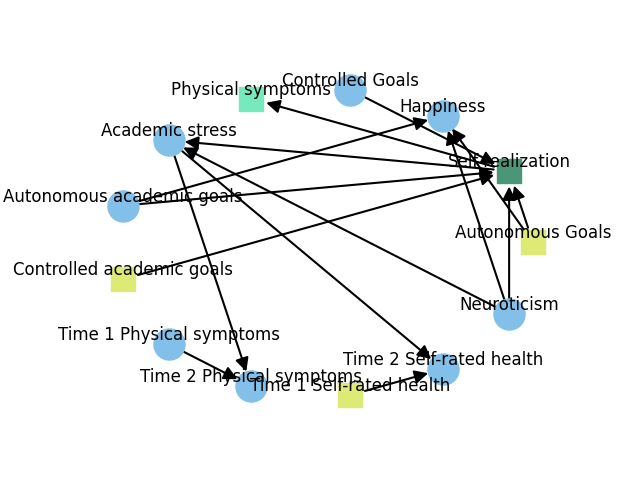 Controlled Goals
Physical symptoms
Happiness
Academic stress
Self-realization
Autonomous academic goals
Autonomous Goals
Controlled academic goals
Neuroticism
Time 1 Physical symptoms
Time 2 Self-rated health
Time 2 Physical symptoms
Time 1 Self-rated health